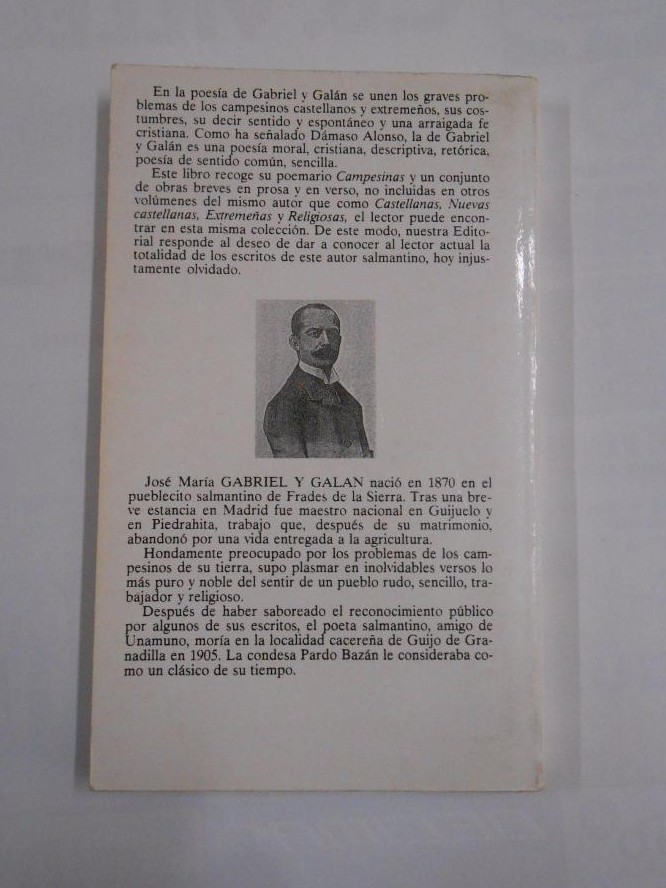 En la poesía de Gabriel y Galán se unen los graves pro-
blemas de los campesinos castellanos y extremeños, sus cos-
tumbres, su decir sentido y espontáneo y una arraigada fe
cristiana. Como ha señalado Dámaso Alonso, la de Gabriel
y Galán es una poesía moral, cristiana, descriptiva, retórica,
poesía de sentido común, sencilla.
Este libro recoge su poemario Campesinas y un conjunto
de obras breves en prosa y en verso, no incluidas en otros
volúmenes del mismo autor que como Castellanas, Nuevas
castellanas, Extremeñas y Religiosas, el lector puede encon-
trar en esta misma colección. De este modo, nuestra Edito-
rial responde al deseo de dar a conocer al lector actual la
totalidad de los escritos de este autor salmantino, hoy injus-
tamente olvidado.
José María GABRIEL Y GALAN nació en 1870 en el
pueblecito salmantino de Frades de la Sierra. Tras una bre-
ve estancia en Madrid fue maestro nacional en Guijuelo y
en Piedrahita, trabajo que, después de su matrimonio,
abandonó por una vida entregada a la agricultura.
Hondamente preocupado por los problemas de los cam-
pesinos de su tierra, supo plasmar en inolvidables versos lo
más puro y noble del sentir de un pueblo rudo, sencillo, tra-
bajador y religioso.
Después de haber saboreado el reconocimiento público
por algunos de sus escritos, el poeta salmantino, amigo de
Unamuno, moría en la localidad cacereña de Guijo de Gra-
nadilla en 1905. La condesa Pardo Bazán le consideraba co-
mo un clásico de su tiempo.